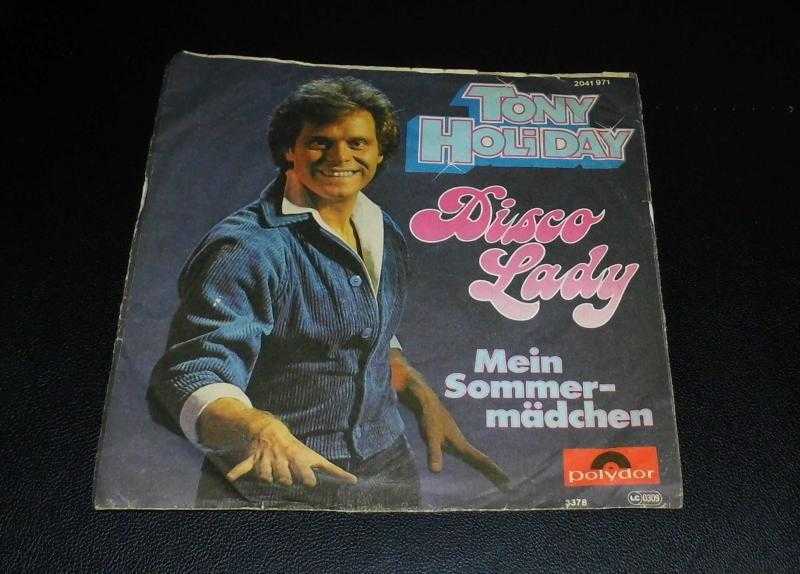 2041 971
TONY
HOLiDAY
Disco
Lady
Mein
Sommer-
mädchen
polydor
3378
LC 0309